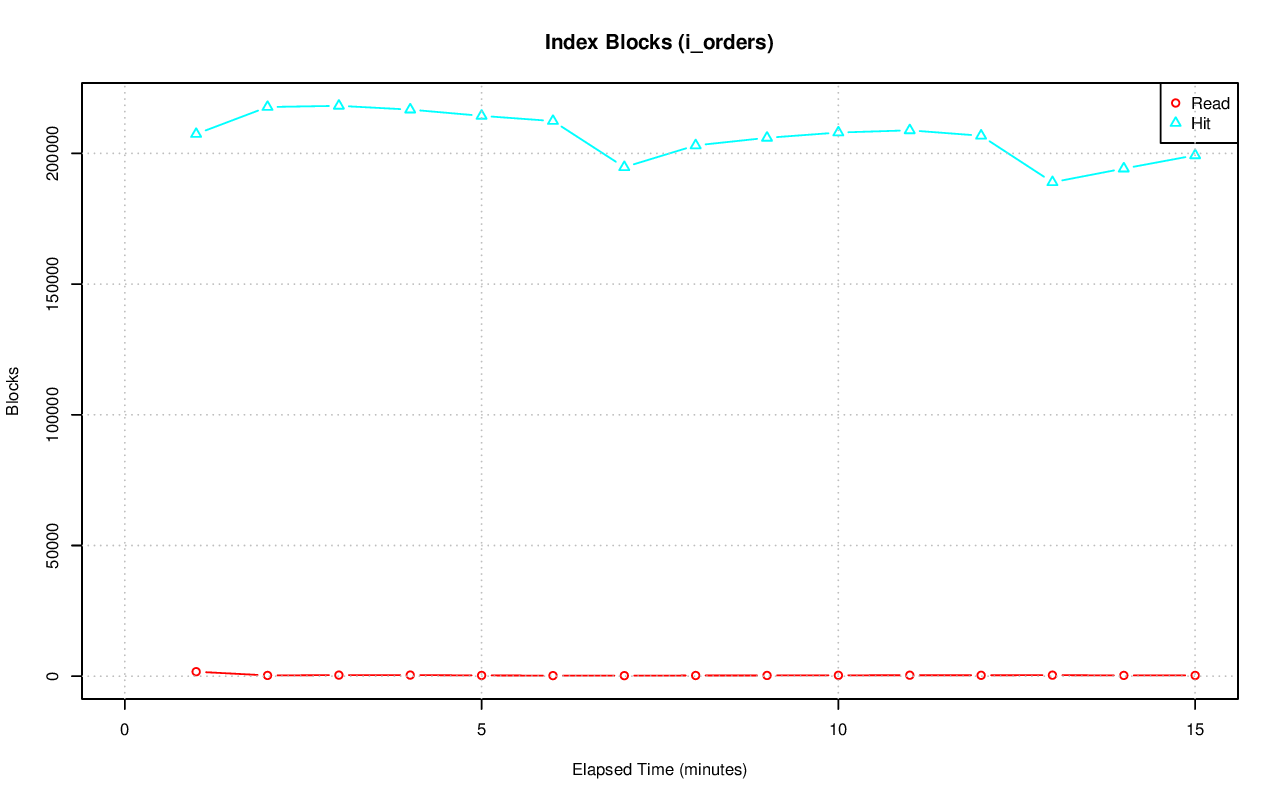 Index Blocks (i_orders)
Read
Hit
Blocks
200000
150000
100000
50000
0
0 5 10 15
Elapsed Time (minutes)